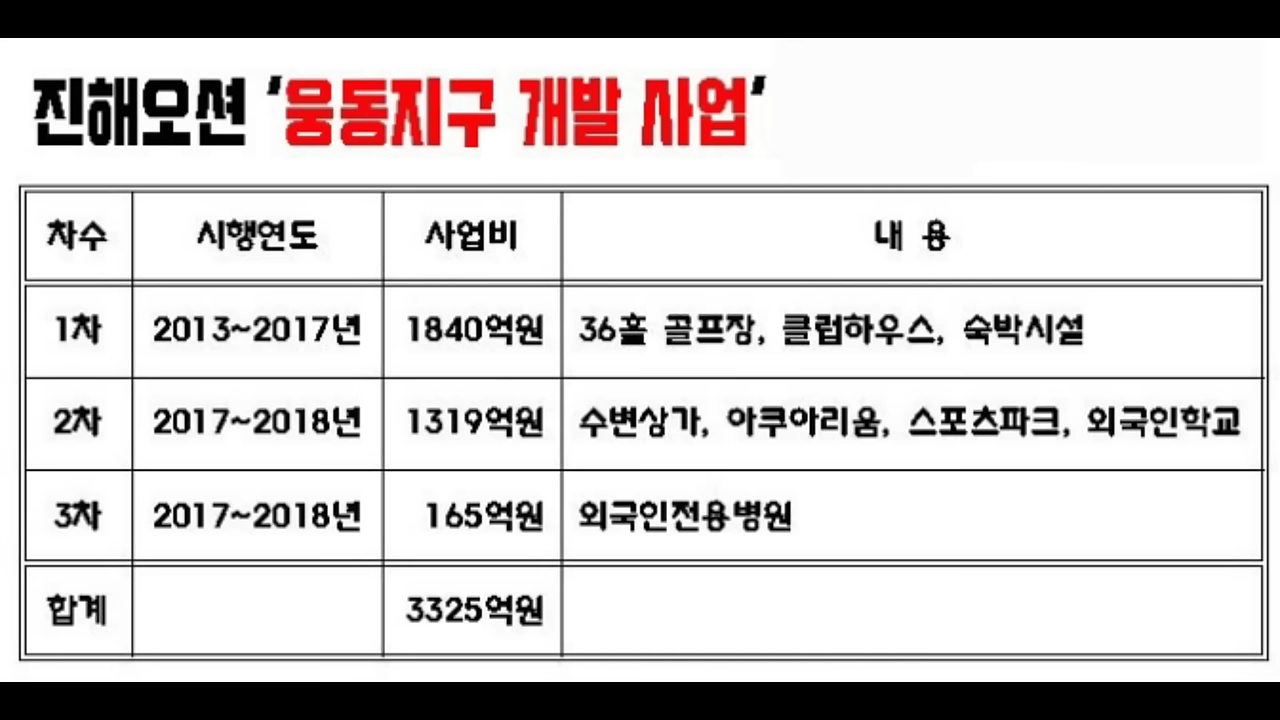 진해오션 '웅동지구 개발 사업'
차수 시행연도 사업비 내 용
1차 2013~2017년 1840억원 36홀 골프장, 클럽하우스, 숙박시설
2차 2017~2018년 1319억원 수변상가, 아쿠아리움, 스포츠파크, 외국인학교
3차 2017~2018년 165억원 외국인전용병원
합계 3325억원